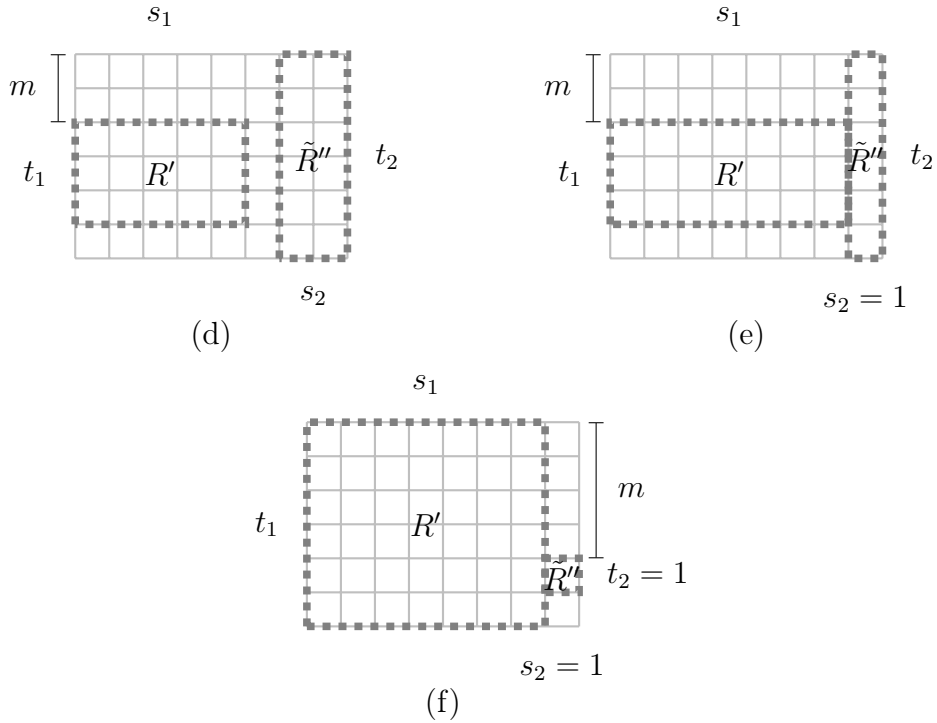 s₁ s₁
m m
t₁ R′ R̃″ t₂ t₁ R′ R̃″ t₂
s₂ s₂ = 1
(d) (e)
s₁
m
t₁ R′
R̃″ t₂ = 1
s₂ = 1
(f)